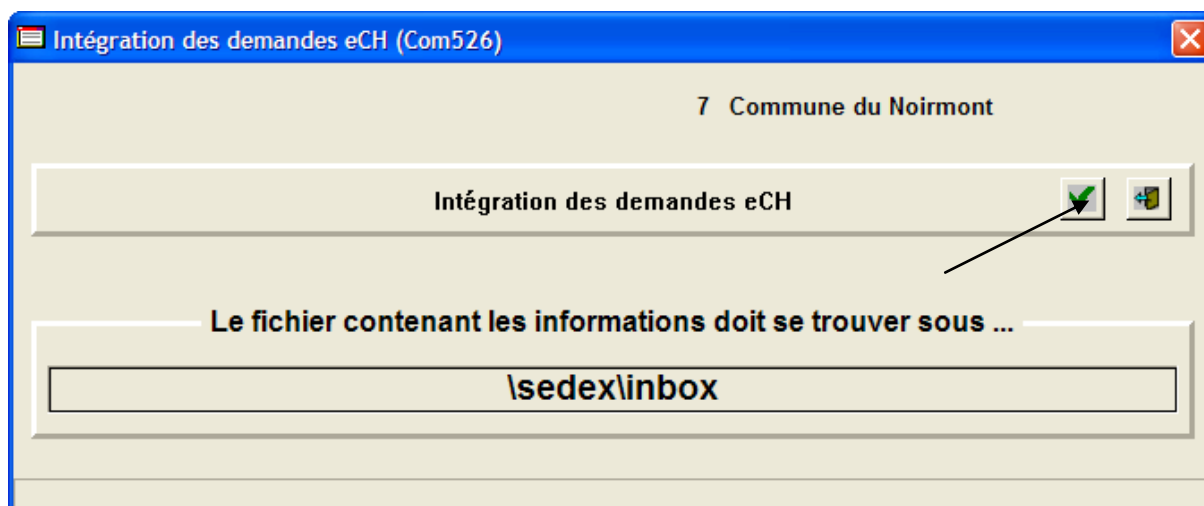 Intégration des demandes eCH (Com526)
7 Commune du Noirmont
Intégration des demandes eCH
Le fichier contenant les informations doit se trouver sous ...
\sedex\inbox